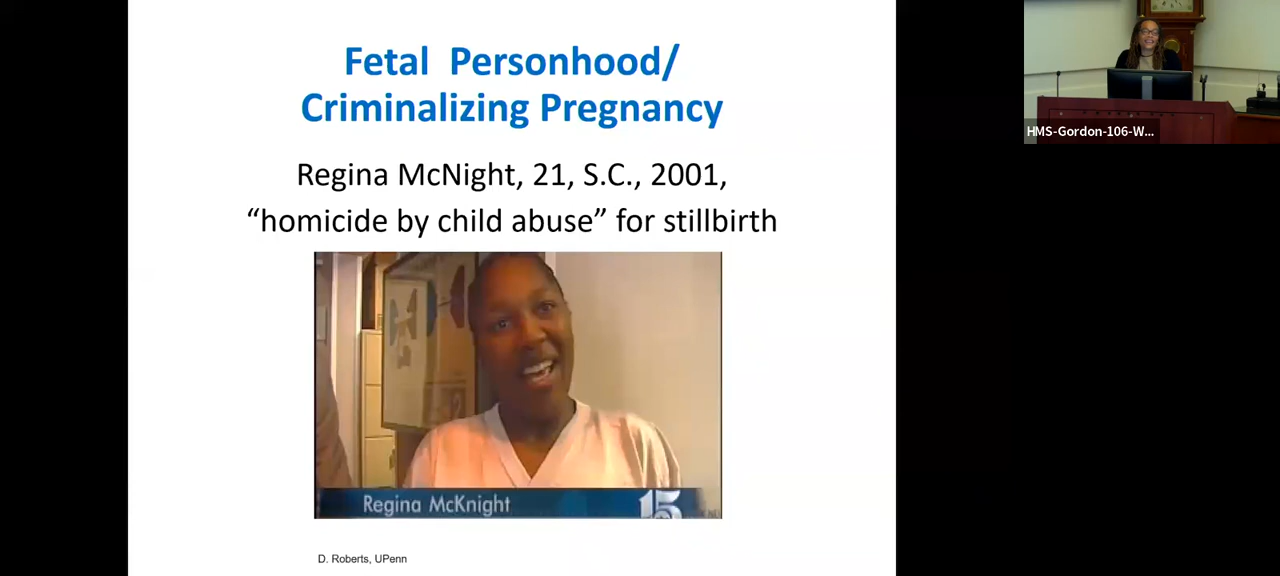 Fetal Personhood/
Criminalizing Pregnancy
Regina McNight, 21, S.C., 2001,
“homicide by child abuse” for stillbirth
Regina McKnight
15
D. Roberts, UPenn
HMS-Gordon-106-W...